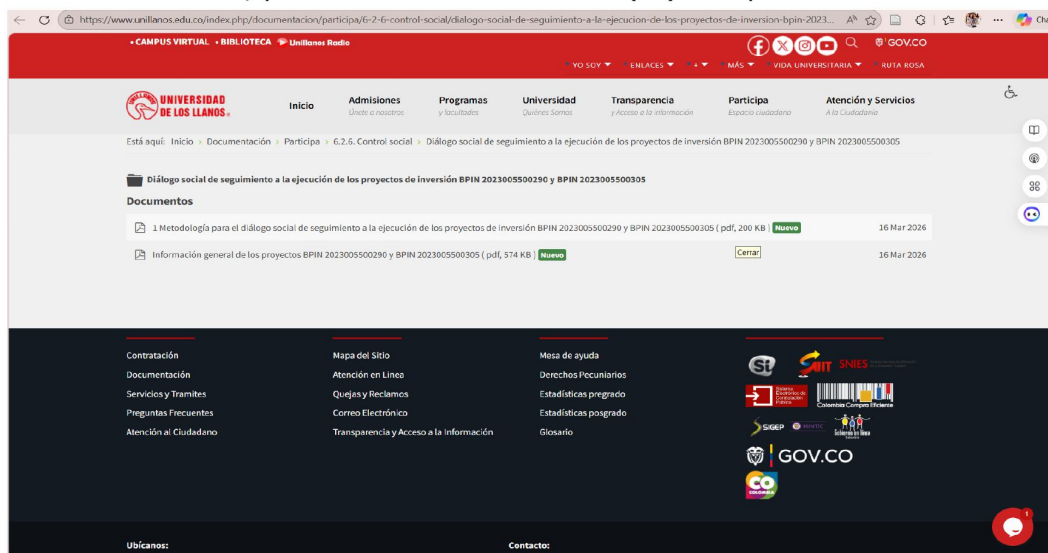 https://www.unillanos.edu.co/index.php/documentacion/participa/6-2-6-control-social/dialogo-social-de-seguimiento-a-la-ejecucion-de-los-proyectos-de-inversion-bpin-2023...
• CAMPUS VIRTUAL • BIBLIOTECA Unillanos Radio
GOV.CO
YO SOY ENLACES + MÁS VIDA UNIVERSITARIA RUTA ROSA
UNIVERSIDAD DE LOS LLANOS
Inicio
Admisiones
Únete a nosotros
Programas
y facultades
Universidad
Quiénes Somos
Transparencia
y Acceso a la información
Participa
Espacio ciudadano
Atención y Servicios
A la Ciudadanía
Está aquí: Inicio > Documentación > Participa > 6.2.6. Control social > Diálogo social de seguimiento a la ejecución de los proyectos de inversión BPIN 2023005500290 y BPIN 2023005500305
Diálogo social de seguimiento a la ejecución de los proyectos de inversión BPIN 2023005500290 y BPIN 2023005500305
Documentos
1 Metodología para el diálogo social de seguimiento a la ejecución de los proyectos de inversión BPIN 2023005500290 y BPIN 2023005500305 ( pdf, 200 KB ) Nuevo 16 Mar 2026
Información general de los proyectos BPIN 2023005500290 y BPIN 2023005500305 ( pdf, 574 KB ) Nuevo 16 Mar 2026
Cerrar
Contratación
Documentación
Servicios y Tramites
Preguntas Frecuentes
Atención al Ciudadano
Mapa del Sitio
Atención en Linea
Quejas y Reclamos
Correo Electrónico
Transparencia y Acceso a la Información
Mesa de ayuda
Derechos Pecuniarios
Estadísticas pregrado
Estadísticas posgrado
Glosario
SNIES
Colombia Compra Eficiente
SIGEP
MINTIC
GOV.CO
CO
COLOMBIA
1
Ubícanos:
Contacto: